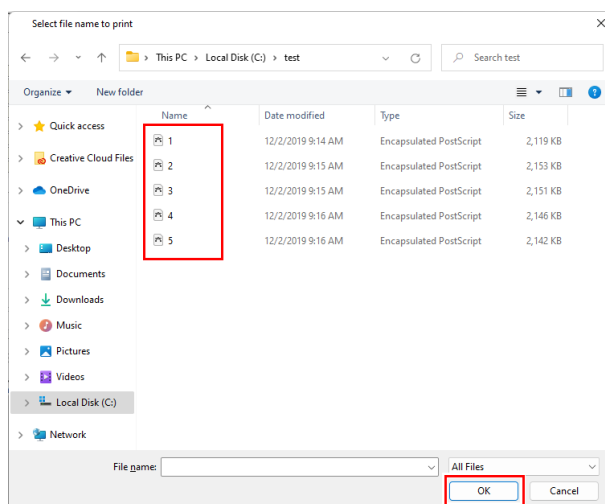 Select file name to print
This PC > Local Disk (C:) > test
Search test
Organize
New folder
Name Date modified Type Size
Quick access
Creative Cloud Files
OneDrive
This PC
Desktop
Documents
Downloads
Music
Pictures
Videos
Local Disk (C:)
Network
1 12/2/2019 9:14 AM Encapsulated PostScript 2,119 KB
2 12/2/2019 9:15 AM Encapsulated PostScript 2,153 KB
3 12/2/2019 9:15 AM Encapsulated PostScript 2,151 KB
4 12/2/2019 9:16 AM Encapsulated PostScript 2,146 KB
5 12/2/2019 9:16 AM Encapsulated PostScript 2,142 KB
File name:
All Files
OK
Cancel